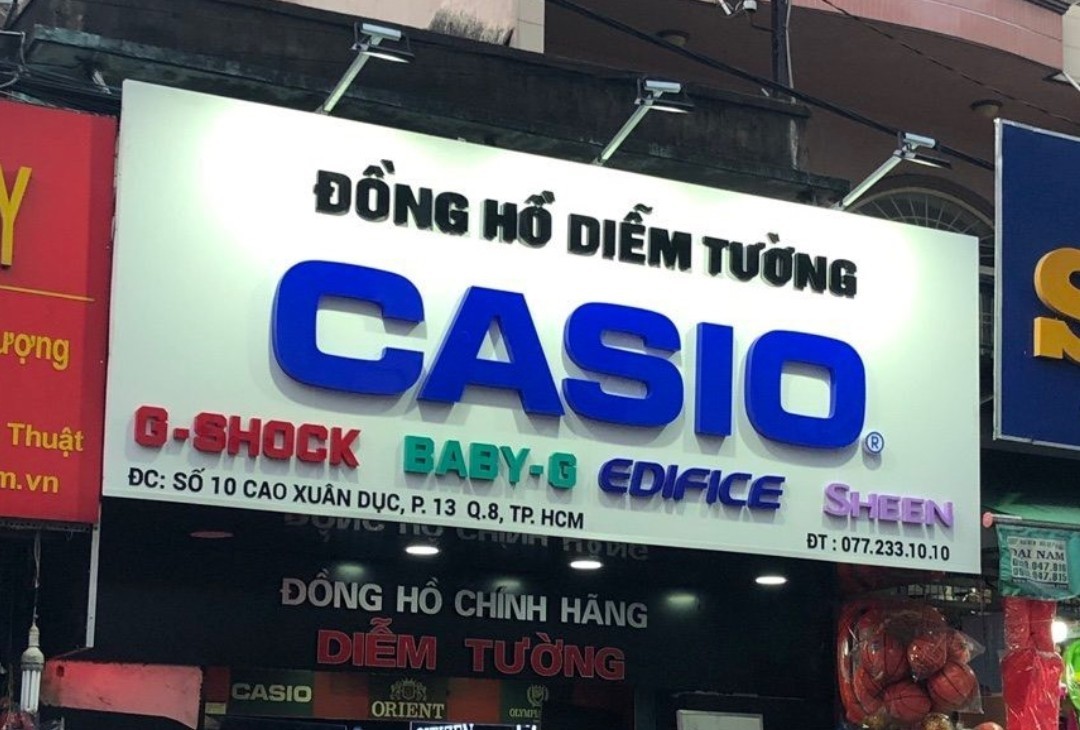 ĐỒNG HỒ DIỄM TƯỜNG
CASIO®
G-SHOCK BABY-G EDIFICE SHEEN
ĐC: SỐ 10 CAO XUÂN DỤC, P. 13 Q.8, TP. HCM
ĐT : 077.233.10.10
ĐỒNG HỒ CHÍNH HÃNG
DIỄM TƯỜNG
CASIO
ORIENT
Y
ượng
Thuật
m.vn
S
ĐẠI NAM